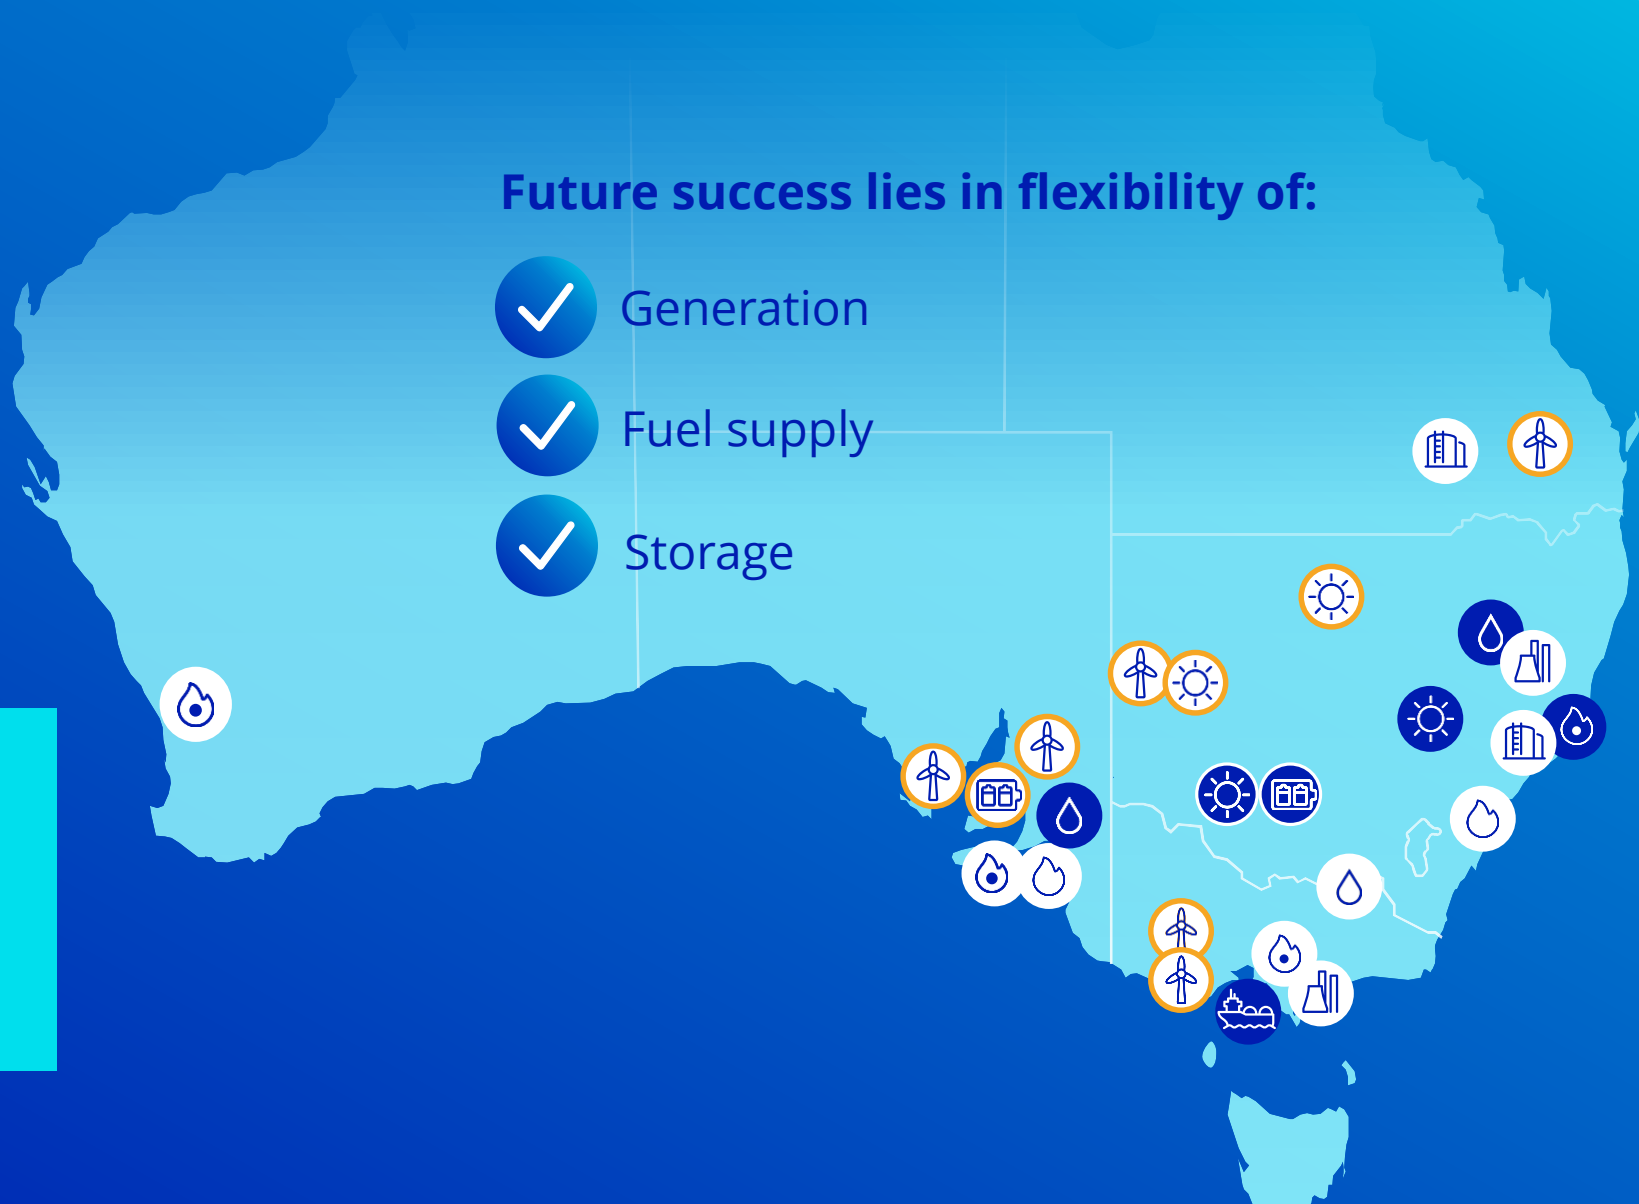 Future success lies in flexibility of:
Generation
Fuel supply
Storage